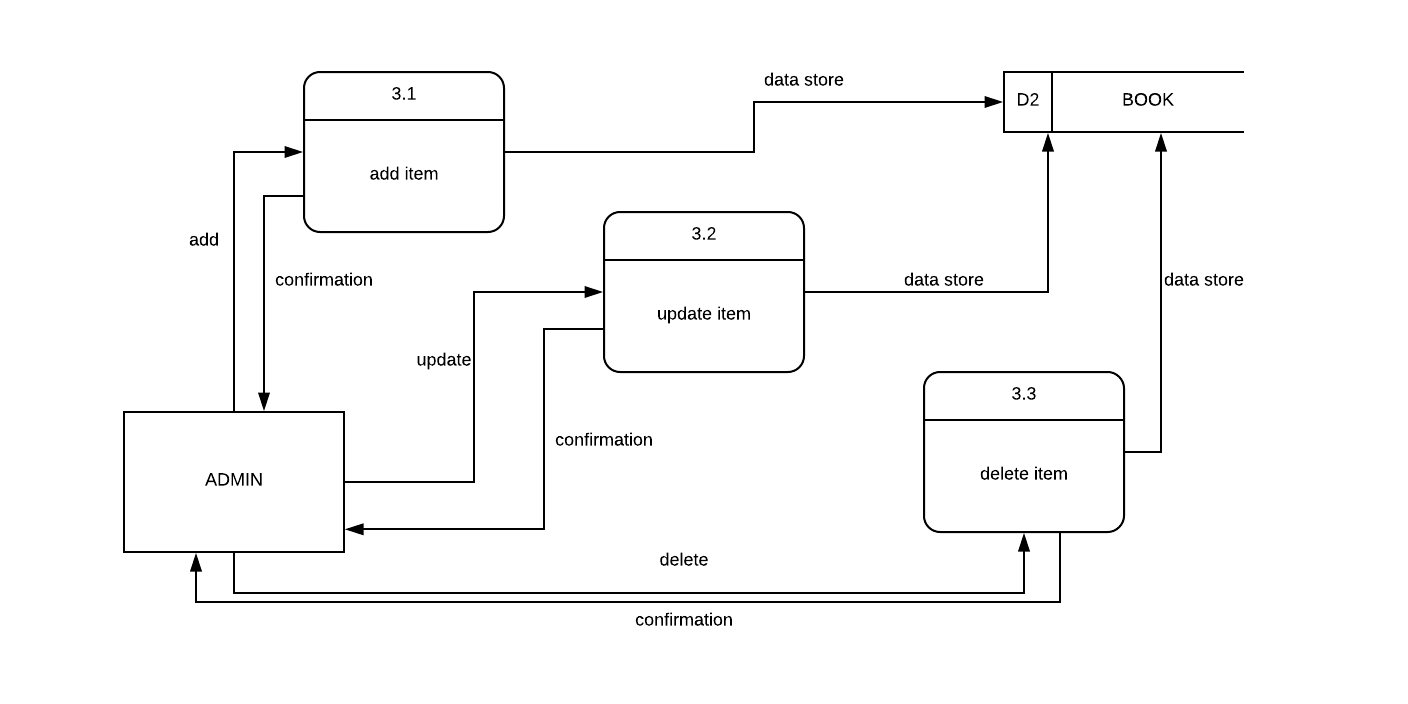 data store
3.1
D2
BOOK
add item
3.2
add
confirmation
data store
data store
update item
update
3.3
confirmation
delete item
ADMIN
delete
confirmation